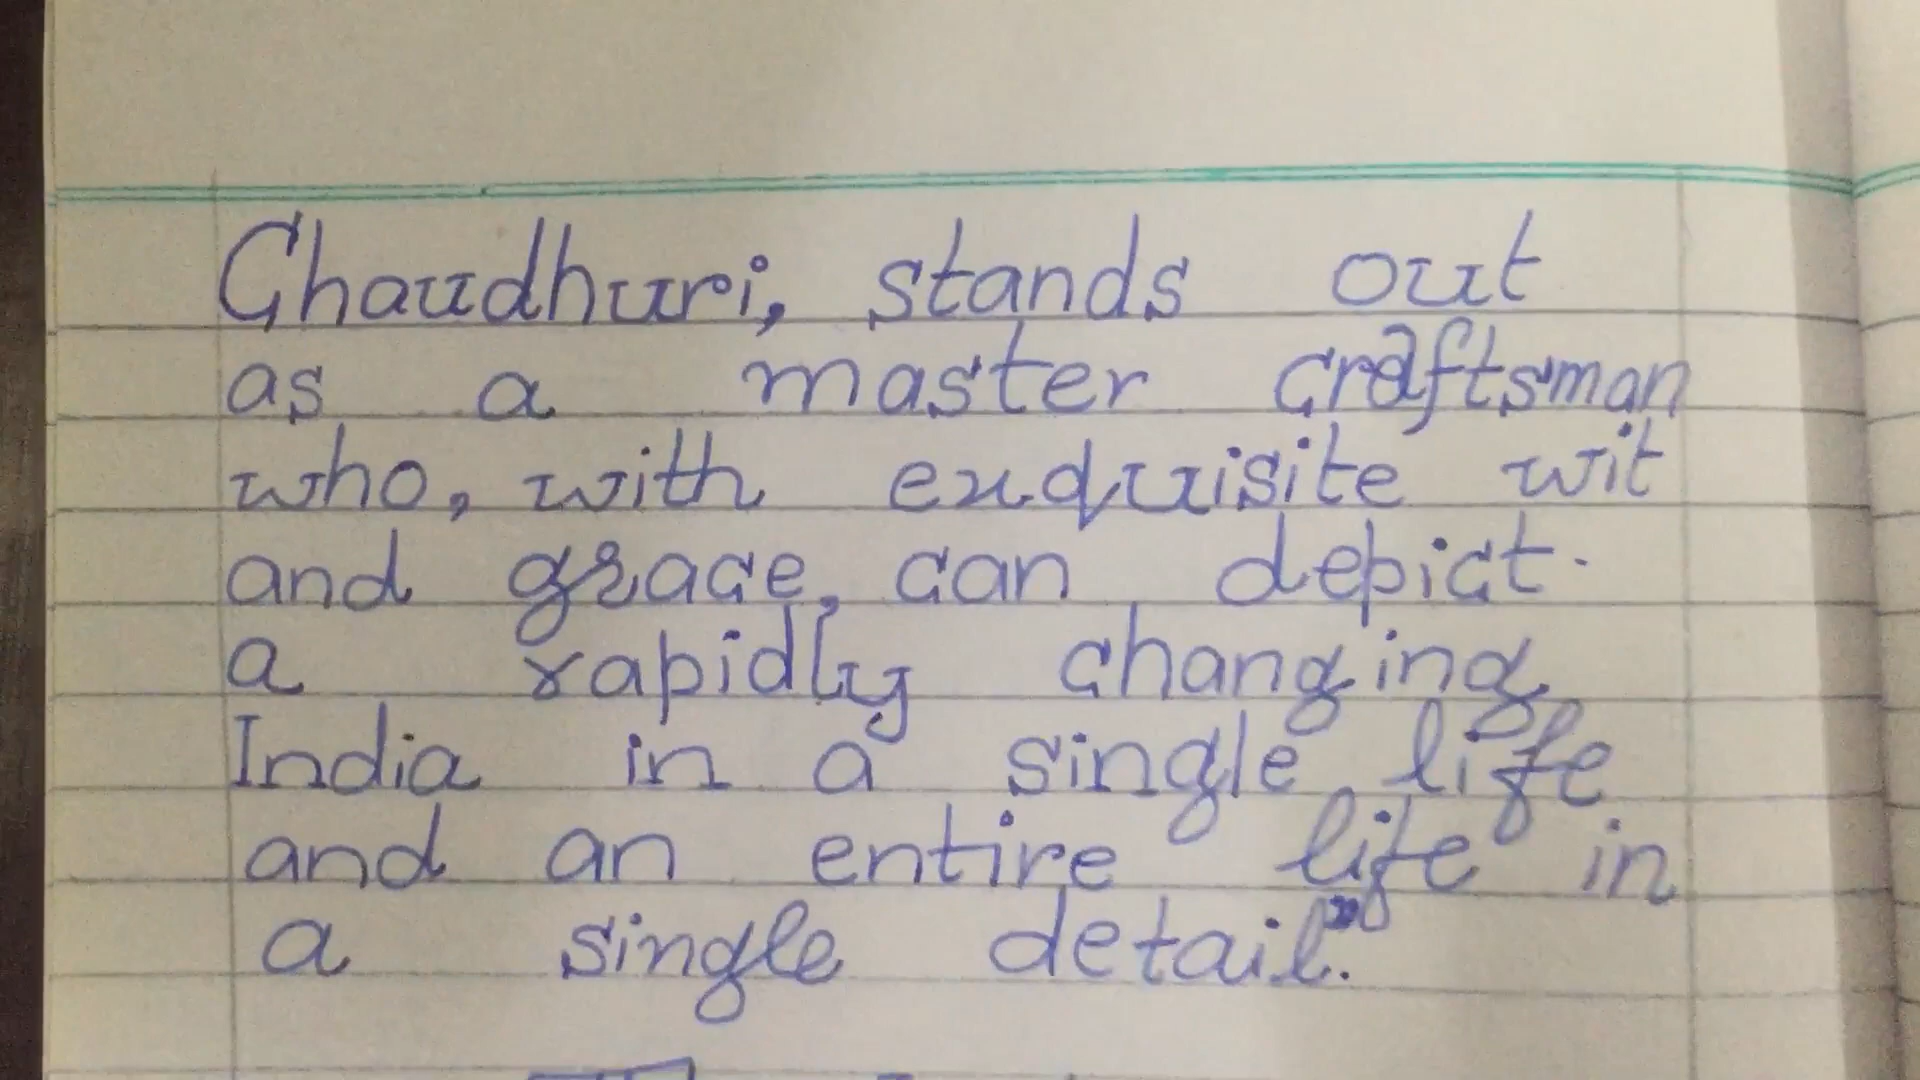 Chaudhuri, stands out
as a master craftsman
who, with exquisite wit
and grace, can depict.
a rapidly changing
India in a single life
and an entire life in
a single detail."